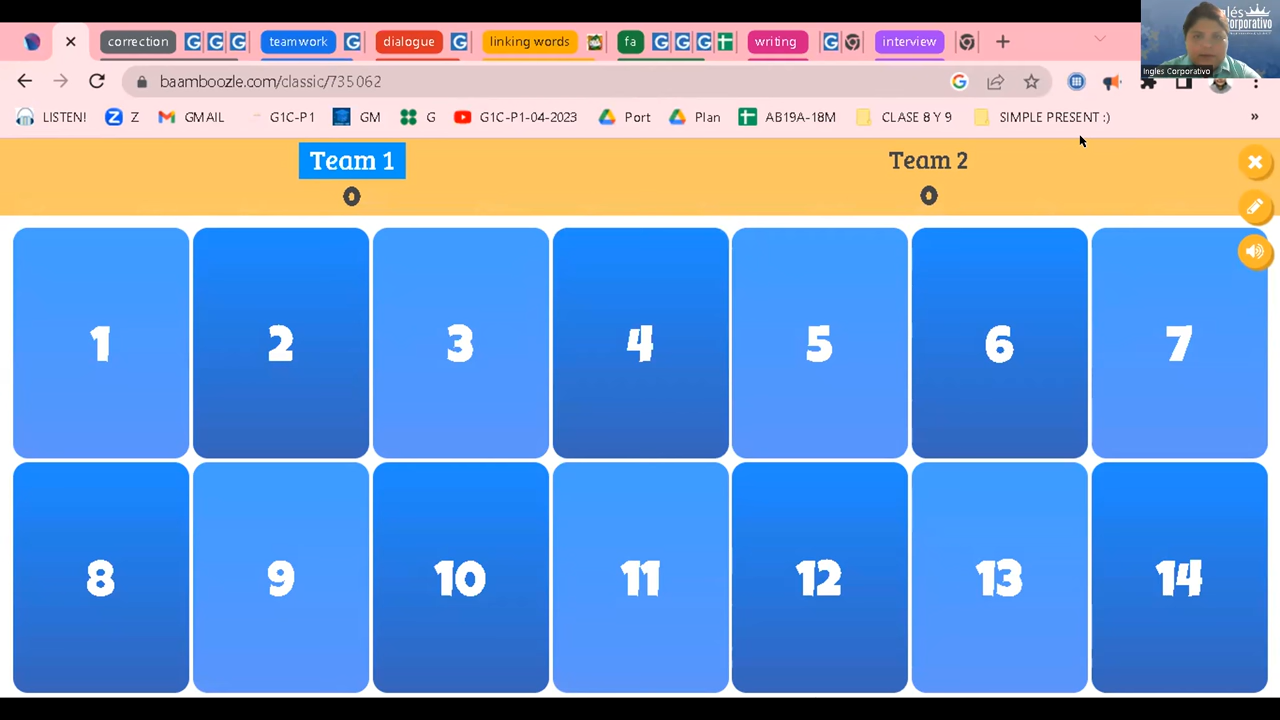 correction teamwork dialogue linking words fa writing interview
baamboozle.com/classic/735062
LISTEN! Z GMAIL G1C-P1 GM G G1C-P1-04-2023 Port Plan AB19A-18M CLASE 8 Y 9 SIMPLE PRESENT :) »
lés
Corporativo
Ingles Corporativo
Team 1 Team 2
0 0
1 2 3 4 5 6 7
8 9 10 11 12 13 14